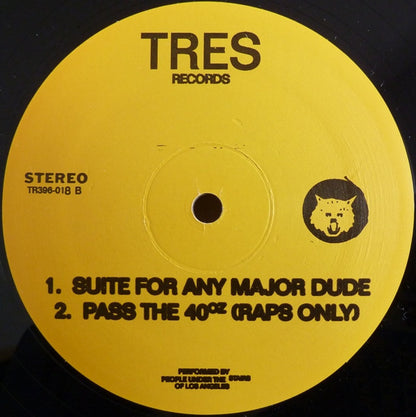 TRES
RECORDS
STEREO
TR396-018 B
1. SUITE FOR ANY MAJOR DUDE
2. PASS THE 40oz (RAPS ONLY)
PERFORMED BY
PEOPLE UNDER THE STAIRS
OF LOS ANGELES